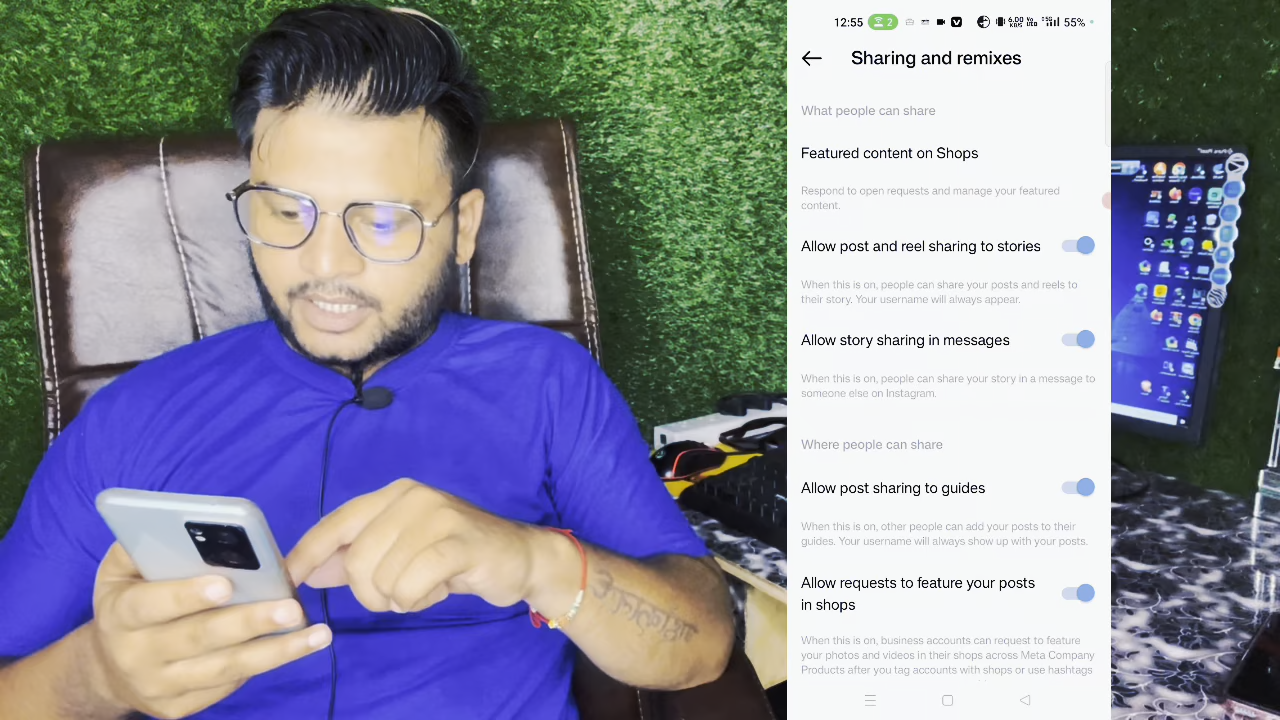 12:55 2 6.00 KB/S 55%
Sharing and remixes
What people can share
Featured content on Shops
Respond to open requests and manage your featured
content.
Allow post and reel sharing to stories
When this is on, people can share your posts and reels to
their story. Your username will always appear.
Allow story sharing in messages
When this is on, people can share your story in a message to
someone else on Instagram.
Where people can share
Allow post sharing to guides
When this is on, other people can add your posts to their
guides. Your username will always show up with your posts.
Allow requests to feature your posts
in shops
When this is on, business accounts can request to feature
your photos and videos in their shops across Meta Company
Products after you tag accounts with shops or use hashtags